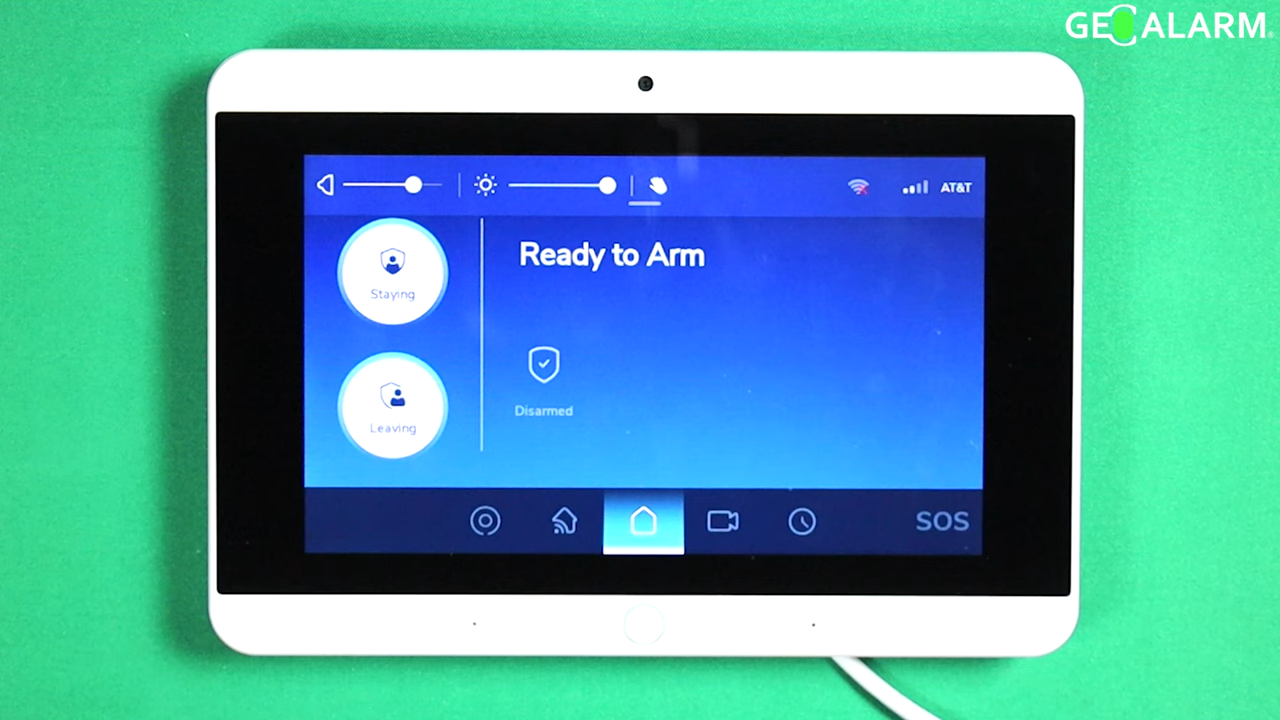 GEOALARM®
AT&T
Staying
Ready to Arm
Leaving
Disarmed
SOS